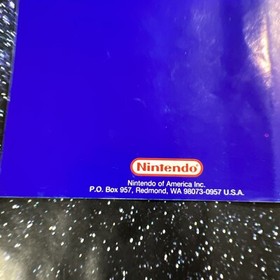 Nintendo
Nintendo of America Inc.
P.O. Box 957, Redmond, WA 98073-0957 U.S.A.